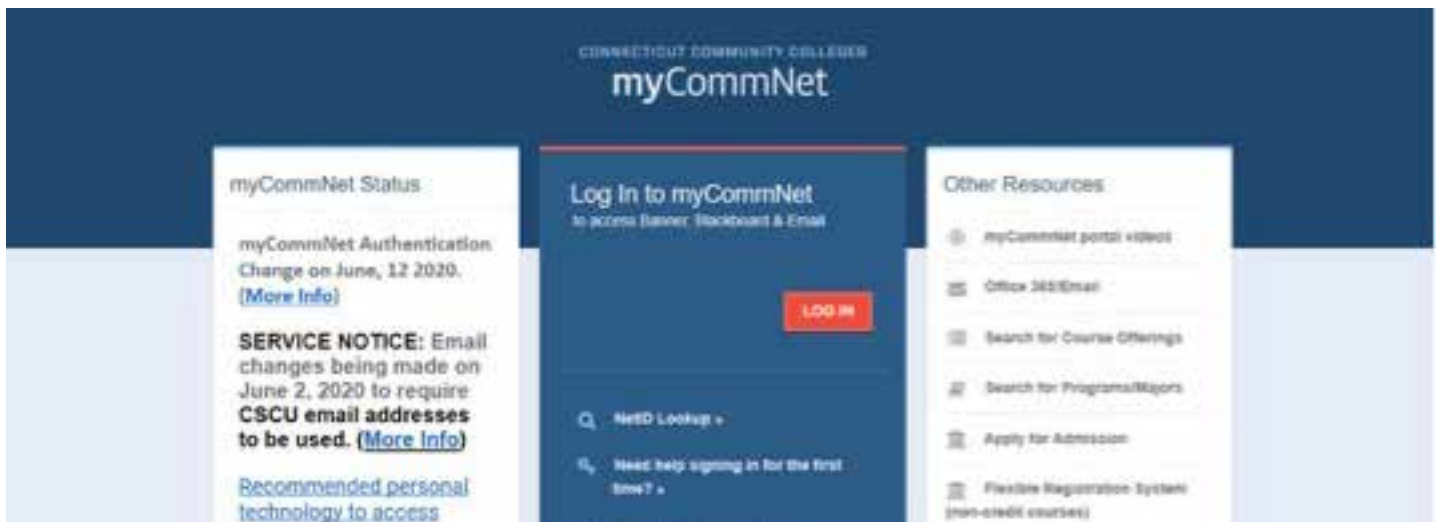 CONNECTICUT COMMUNITY COLLEGES
myCommNet
myCommNet Status
myCommNet Authentication
Change on June, 12 2020.
(More Info)
SERVICE NOTICE: Email
changes being made on
June 2, 2020 to require
CSCU email addresses
to be used. (More Info)
Recommended personal
technology to access
Log In to myCommNet
to access Banner, Blackboard & Email
LOG IN
NetID Lookup »
Need help signing in for the first
time? »
Other Resources
myCommNet portal videos
Office 365/Email
Search for Course Offerings
Search for Programs/Majors
Apply for Admission
Flexible Registration System
(non-credit courses)